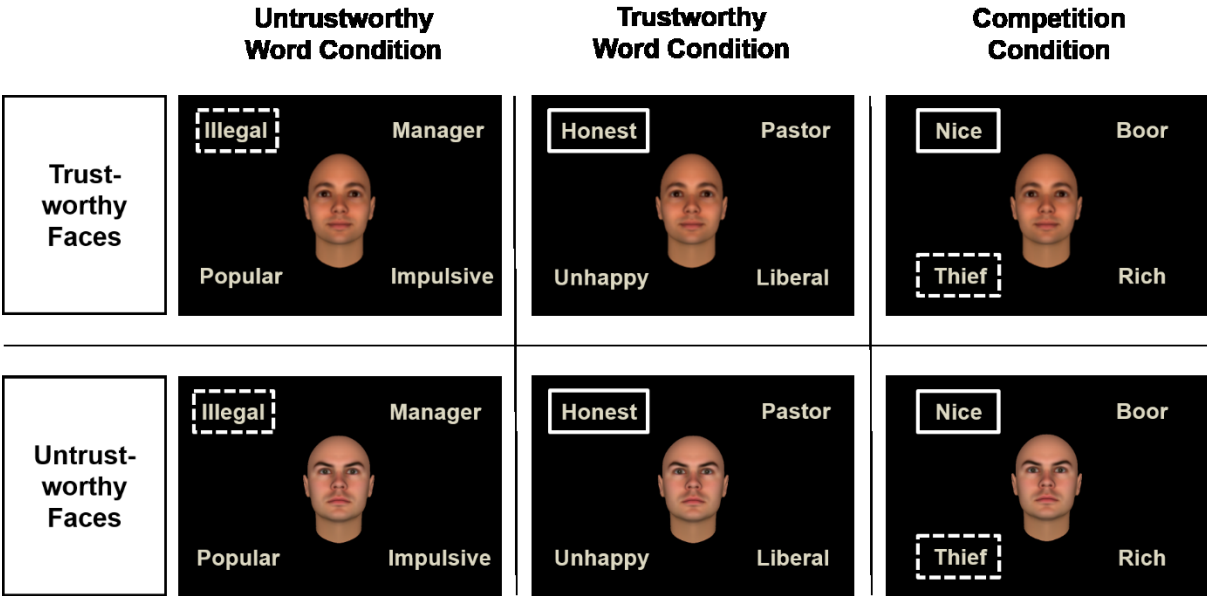 Untrustworthy
Word Condition
Trustworthy
Word Condition
Competition
Condition
Trust-
worthy
Faces
Illegal
Manager
Popular
Impulsive
Honest
Pastor
Unhappy
Liberal
Nice
Boor
Thief
Rich
Untrust-
worthy
Faces
Illegal
Manager
Popular
Impulsive
Honest
Pastor
Unhappy
Liberal
Nice
Boor
Thief
Rich